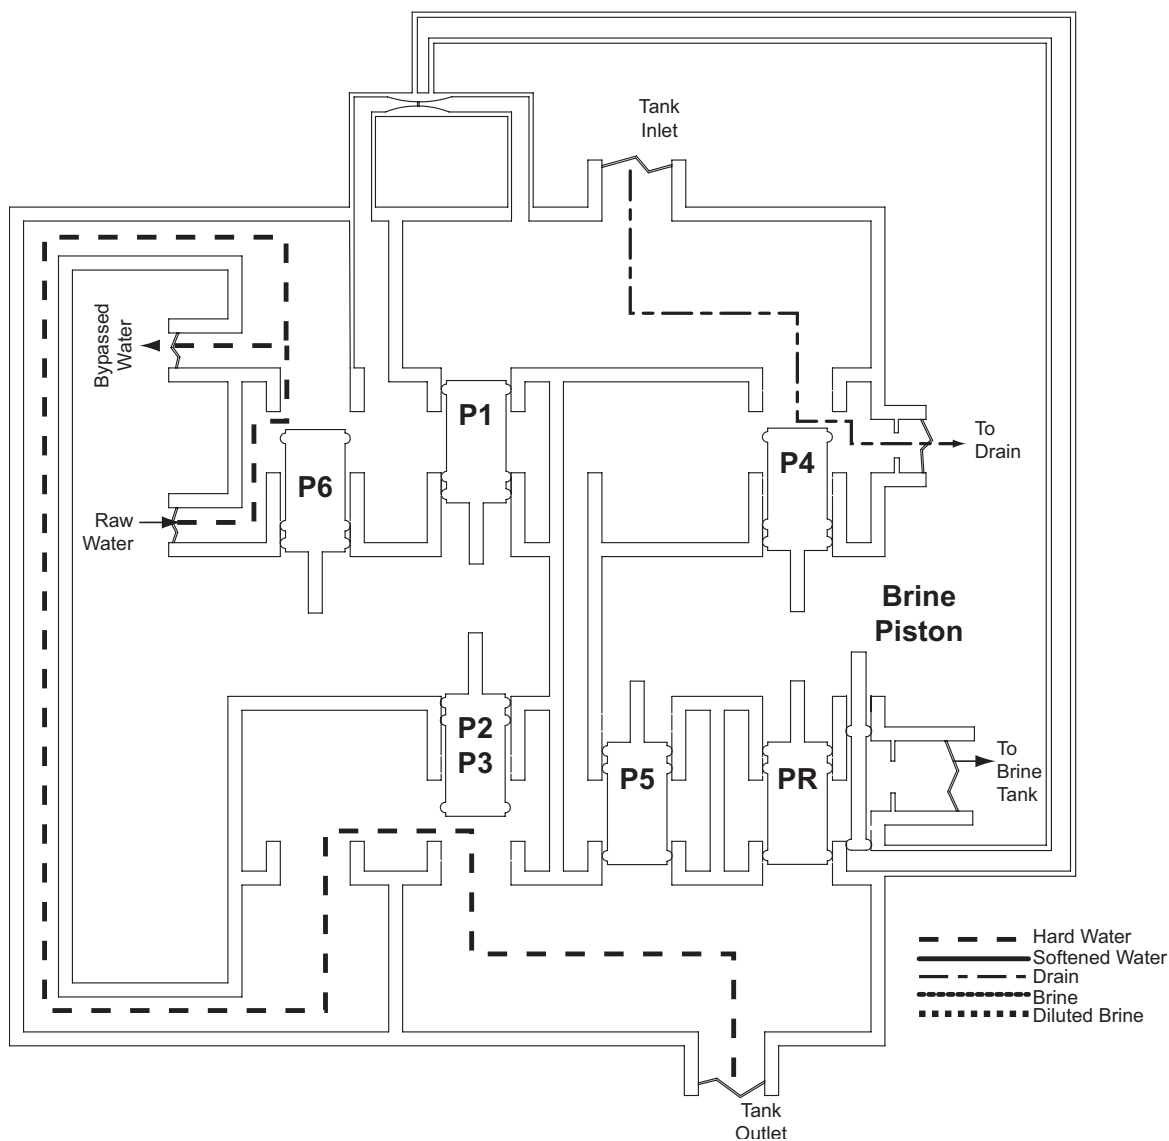 Tank
Inlet
Bypassed
Water
P1
P6
P4
To
Drain
Raw
Water
Brine
Piston
P2
P3
P5
PR
To
Brine
Tank
Hard Water
Softened Water
Drain
Brine
Diluted Brine
Tank
Outlet